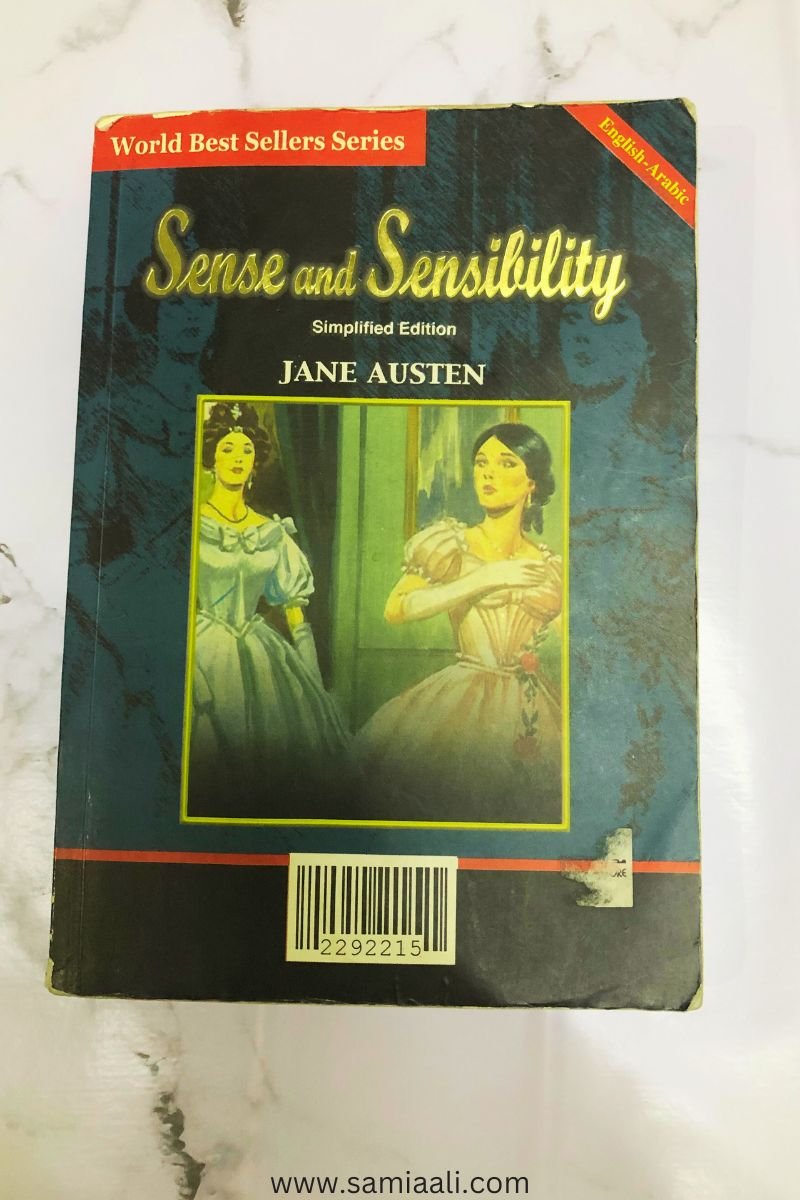 World Best Sellers Series
English-Arabic
Sense and Sensibility
Simplified Edition
JANE AUSTEN
2292215
www.samiaali.com